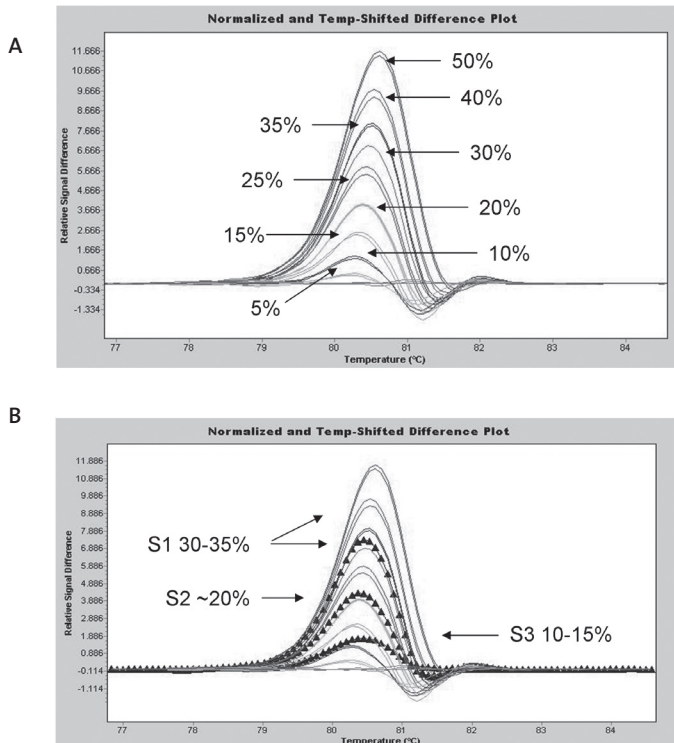 A
Normalized and Temp-Shifted Difference Plot
Relative Signal Difference
11.666
10.666
9.666
8.666
7.666
6.666
5.666
4.666
3.666
2.666
1.666
0.666
-0.334
-1.334
50%
40%
35%
30%
25%
20%
15%
10%
5%
77 78 79 80 81 82 83 84
Temperature (°C)
B
Normalized and Temp-Shifted Difference Plot
Relative Signal Difference
11.886
10.886
9.886
8.886
7.886
6.886
5.886
4.886
3.886
2.886
1.886
0.886
-0.114
-1.114
S1 30-35%
S2 ~20%
S3 10-15%
77 78 79 80 81 82 83 84
Temperature (°C)